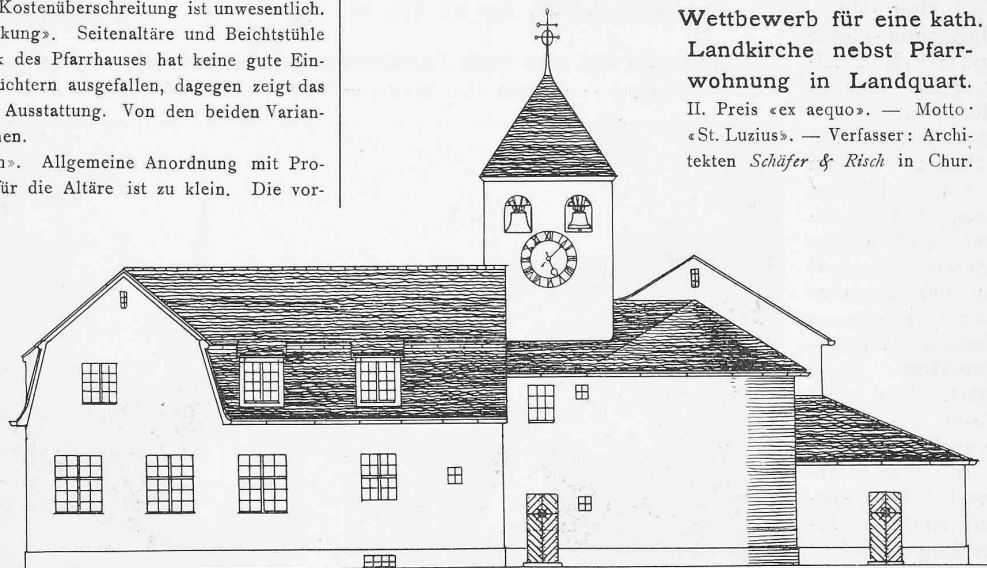 Kostenüberschreitung ist unwesentlich.
kung». Seitenaltäre und Beichtstühle
des Pfarrhauses hat keine gute Ein-
üchtern ausgefallen, dagegen zeigt das
Ausstattung. Von den beiden Varian-
nen.
Allgemeine Anordnung mit Pro-
für die Altäre ist zu klein. Die vor-
Wettbewerb für eine kath.
Landkirche nebst Pfarr-
wohnung in Landquart.
II. Preis «ex aequo». — Motto
«St. Luzius». — Verfasser: Archi-
tekten Schäfer & Risch in Chur.